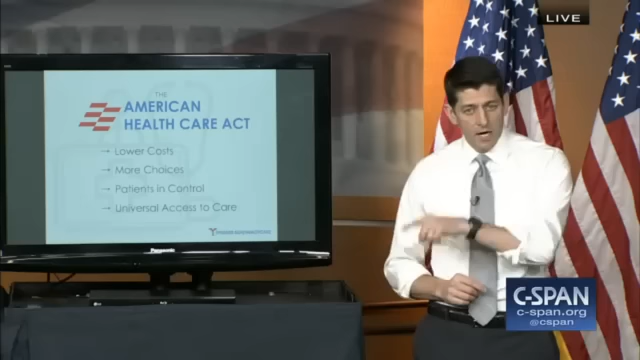 LIVE
THE
AMERICAN
HEALTH CARE ACT
→ Lower Costs
→ More Choices
→ Patients in Control
→ Universal Access to Care
Panasonic
C-SPAN
c-span.org
@cspan